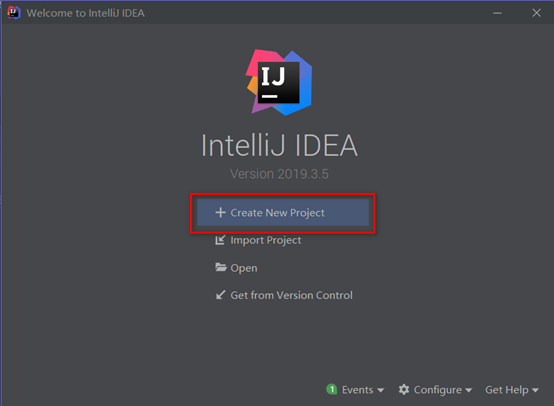 Welcome to IntelliJ IDEA
IJ
IntelliJ IDEA
Version 2019.3.5
Create New Project
Import Project
Open
Get from Version Control
1 Events Configure Get Help